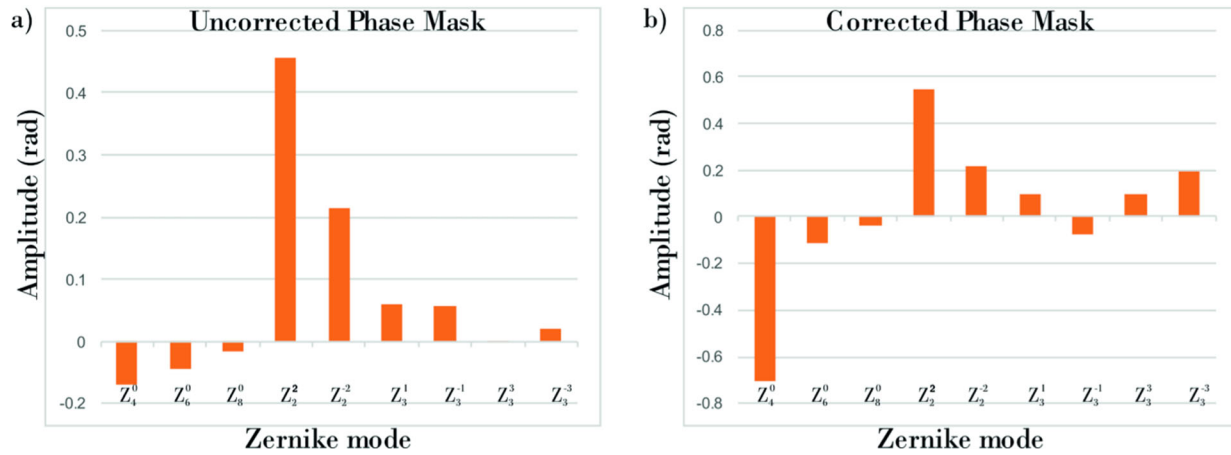 a)
Uncorrected Phase Mask
0.5
0.4
0.3
0.2
0.1
0
-0.2
Amplitude (rad)
Z₄⁰ Z₆⁰ Z₈⁰ Z₂² Z₂⁻² Z₃¹ Z₃⁻¹ Z₃³ Z₃⁻³
Zernike mode
b)
Corrected Phase Mask
0.8
0.6
0.4
0.2
0
-0.2
-0.4
-0.6
-0.8
Amplitude (rad)
Z₄⁰ Z₆⁰ Z₈⁰ Z₂² Z₂⁻² Z₃¹ Z₃⁻¹ Z₃³ Z₃⁻³
Zernike mode